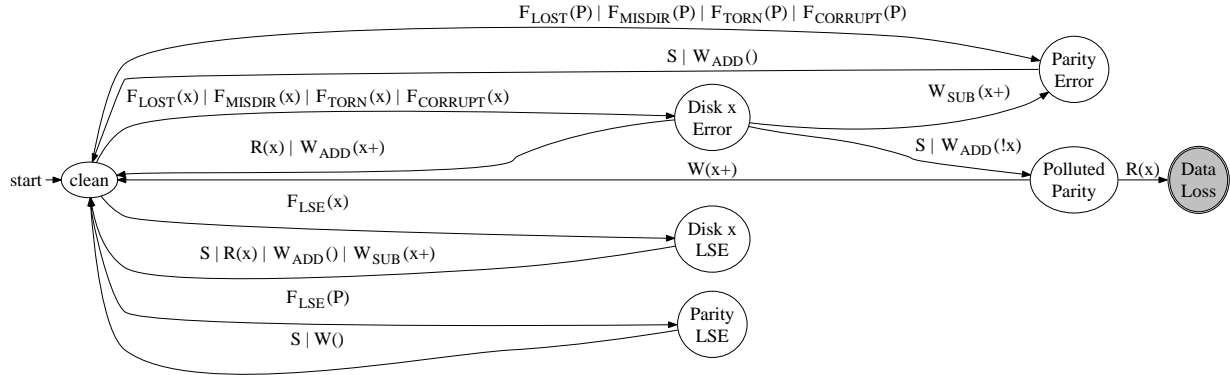 F_LOST(P) | F_MISDIR(P) | F_TORN(P) | F_CORRUPT(P)
S | W_ADD()
Parity
Error
F_LOST(x) | F_MISDIR(x) | F_TORN(x) | F_CORRUPT(x)
Disk x
Error
W_SUB(x+)
R(x) | W_ADD(x+)
S | W_ADD(!x)
start
clean
W(x+)
Polluted
Parity
R(x)
Data
Loss
F_LSE(x)
Disk x
LSE
S | R(x) | W_ADD() | W_SUB(x+)
F_LSE(P)
Parity
LSE
S | W()